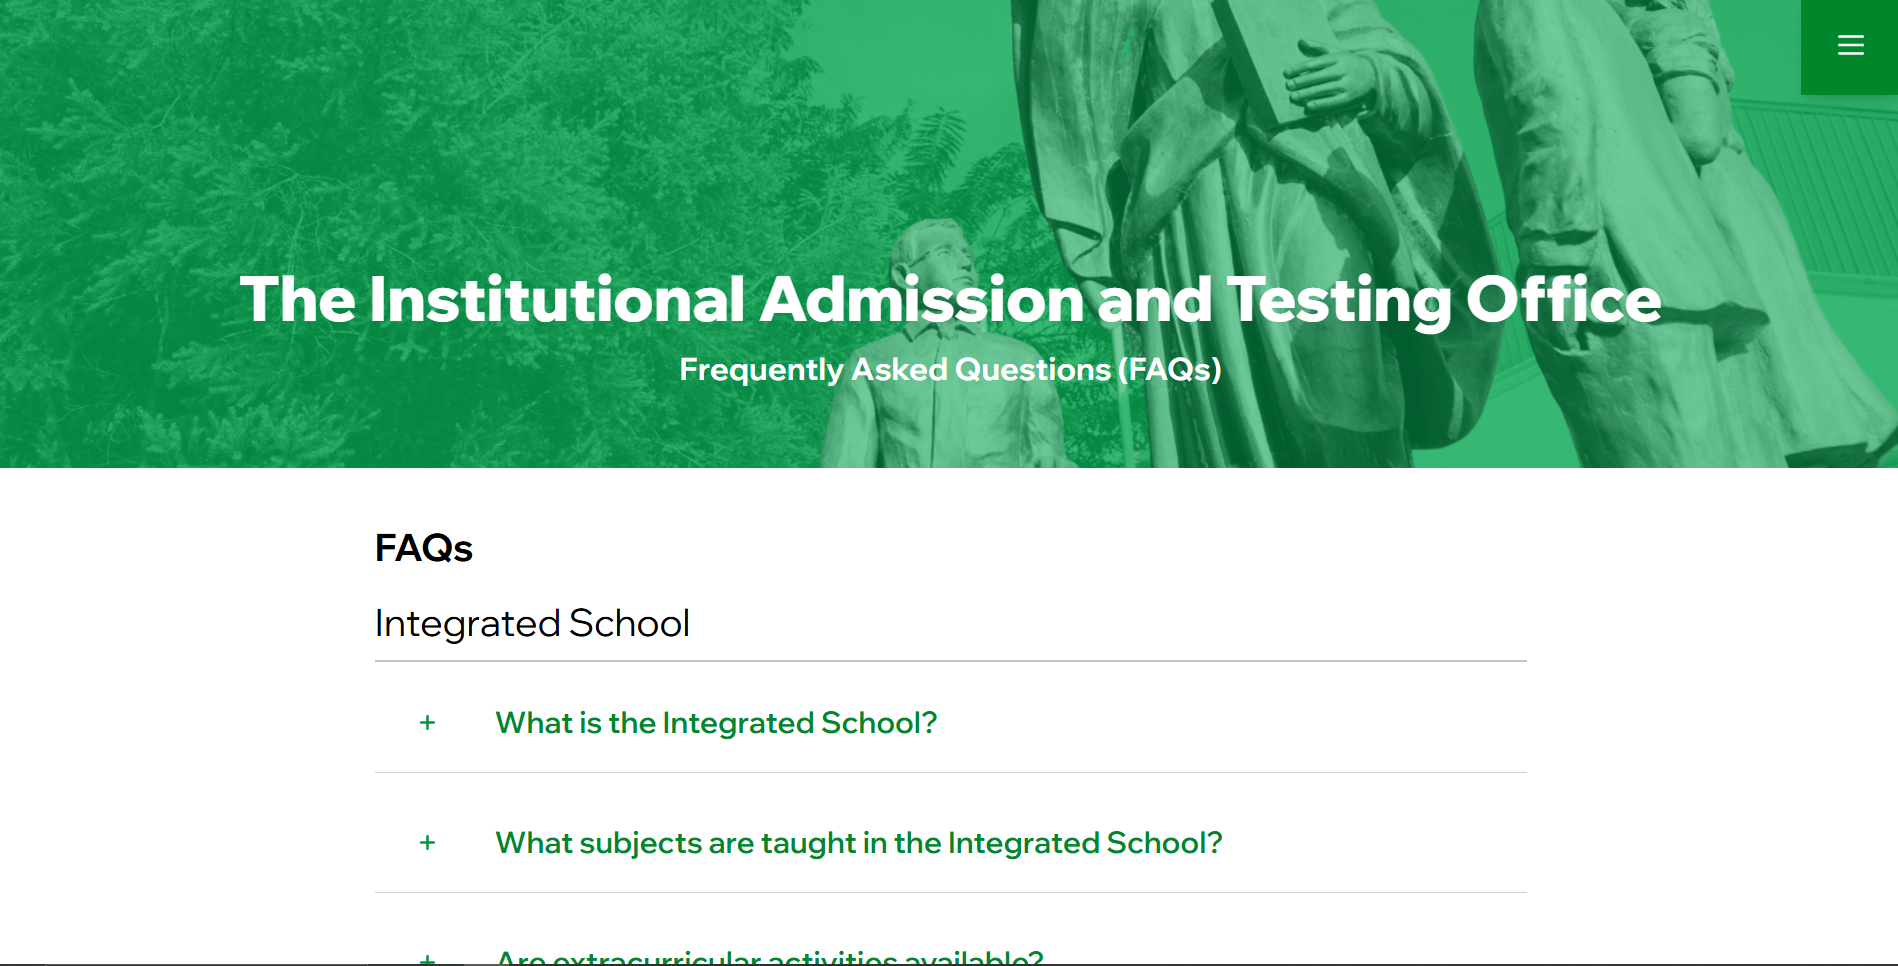 The Institutional Admission and Testing Office
Frequently Asked Questions (FAQs)
FAQs
Integrated School
+ What is the Integrated School?
+ What subjects are taught in the Integrated School?
+ Are extracurricular activities available?